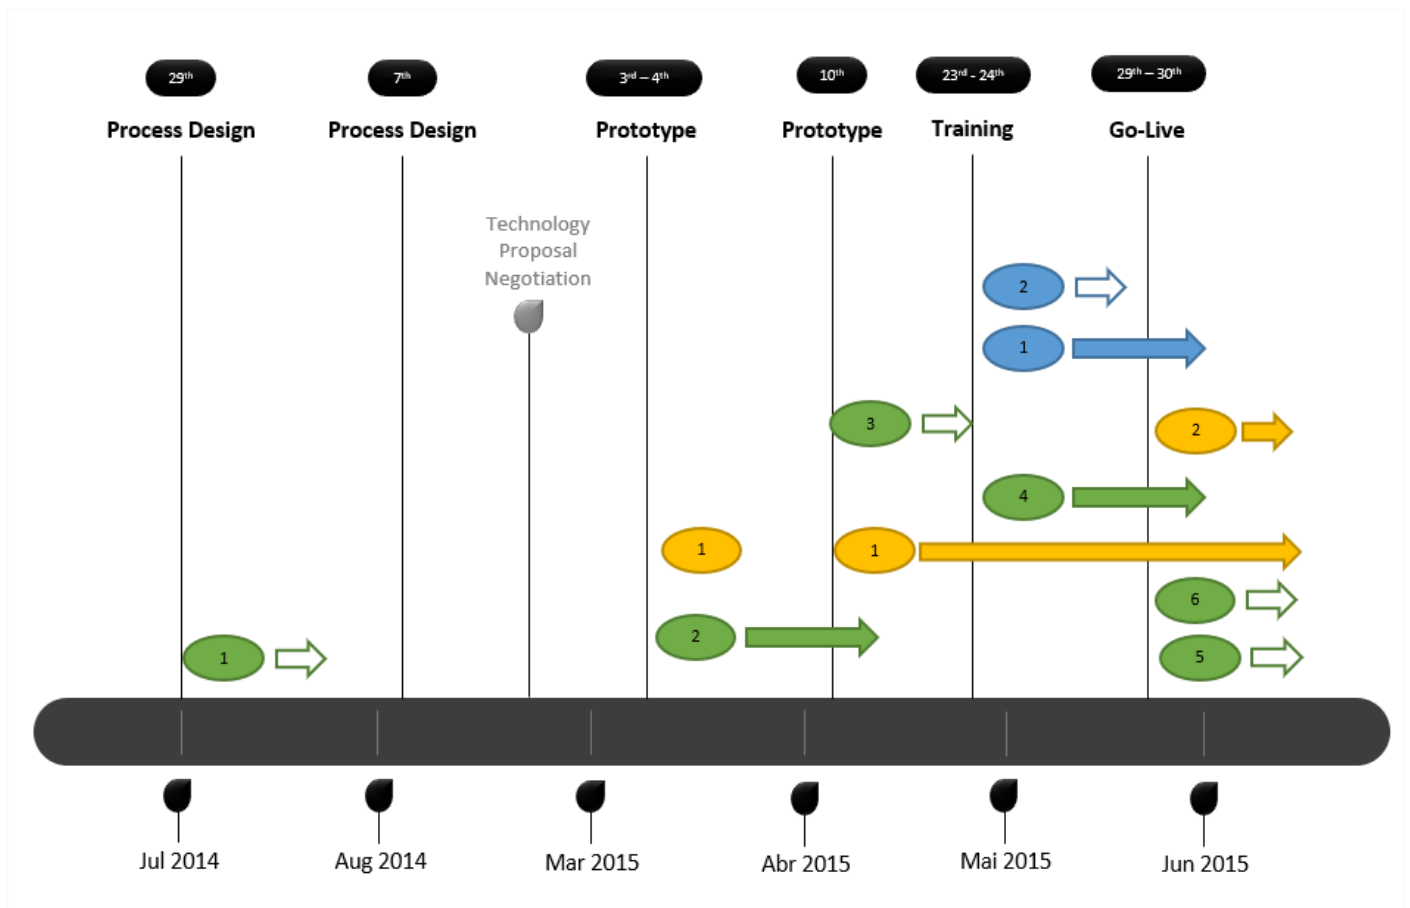 29th
7th
3rd – 4th
10th
23rd - 24th
29th – 30th
Process Design
Process Design
Prototype
Prototype
Training
Go-Live
Technology
Proposal
Negotiation
2
1
3
2
4
1
1
6
2
5
1
Jul 2014
Aug 2014
Mar 2015
Abr 2015
Mai 2015
Jun 2015